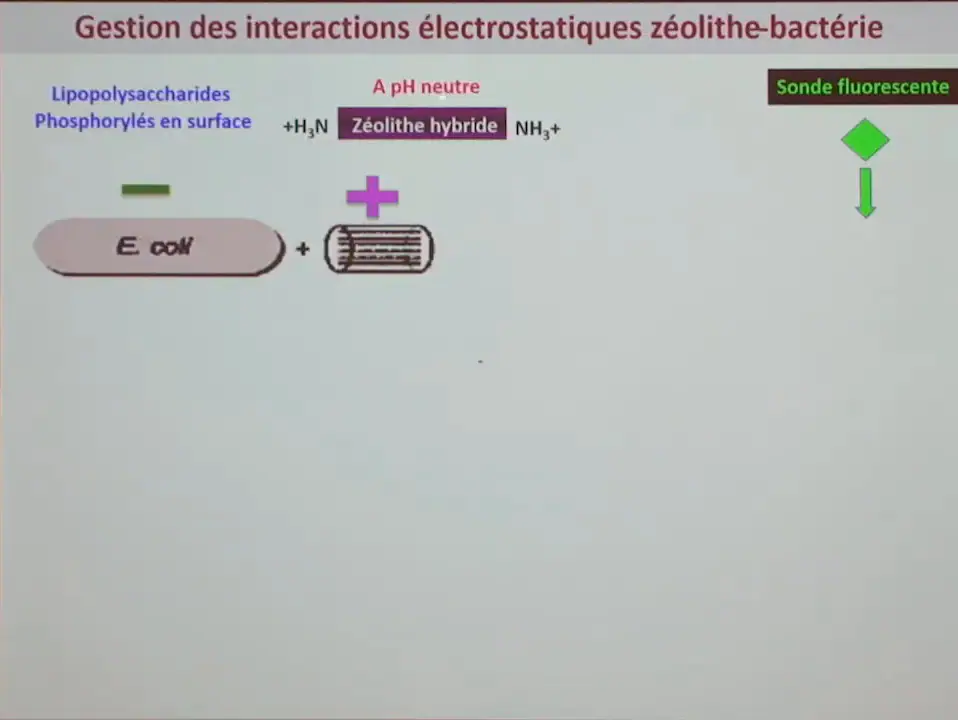 Gestion des interactions électrostatiques zéolithe-bactérie
Lipopolysaccharides
Phosphorylés en surface
A pH neutre
+H₃N Zéolithe hybride NH₃+
Sonde fluorescente
E. coli +